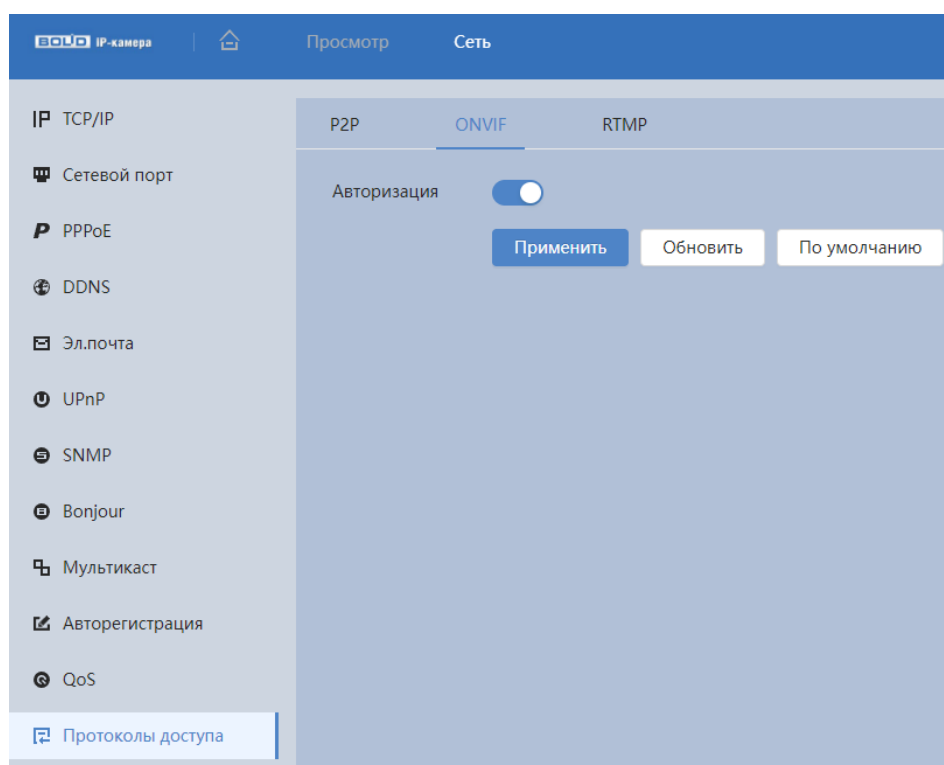 BOLID IP-камера Просмотр Сеть
TCP/IP
Сетевой порт
PPPoE
DDNS
Эл.почта
UPnP
SNMP
Bonjour
Мультикаст
Авторегистрация
QoS
Протоколы доступа
P2P ONVIF RTMP
Авторизация
Применить Обновить По умолчанию